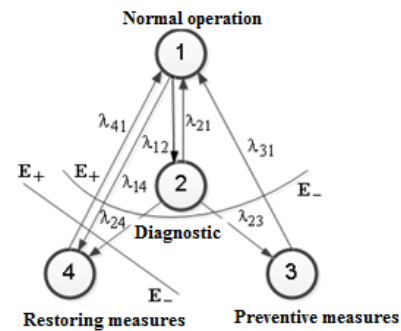 Normal operation
1
λ41
λ12
λ21
λ31
E+
E+
λ14
2
E−
λ24
λ23
Diagnostic
4
3
E−
Restoring measures
Preventive measures